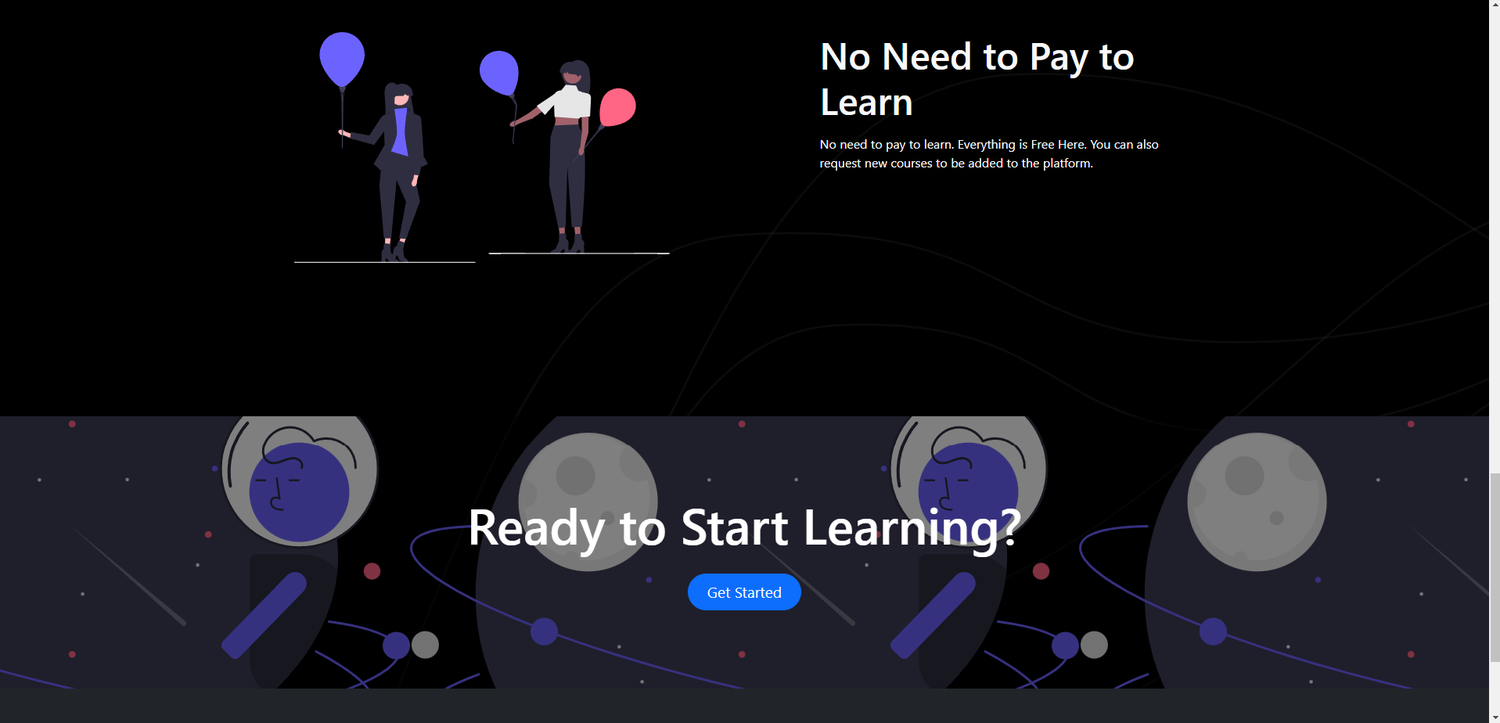 No Need to Pay to
Learn
No need to pay to learn. Everything is Free Here. You can also
request new courses to be added to the platform.
Ready to Start Learning?
Get Started